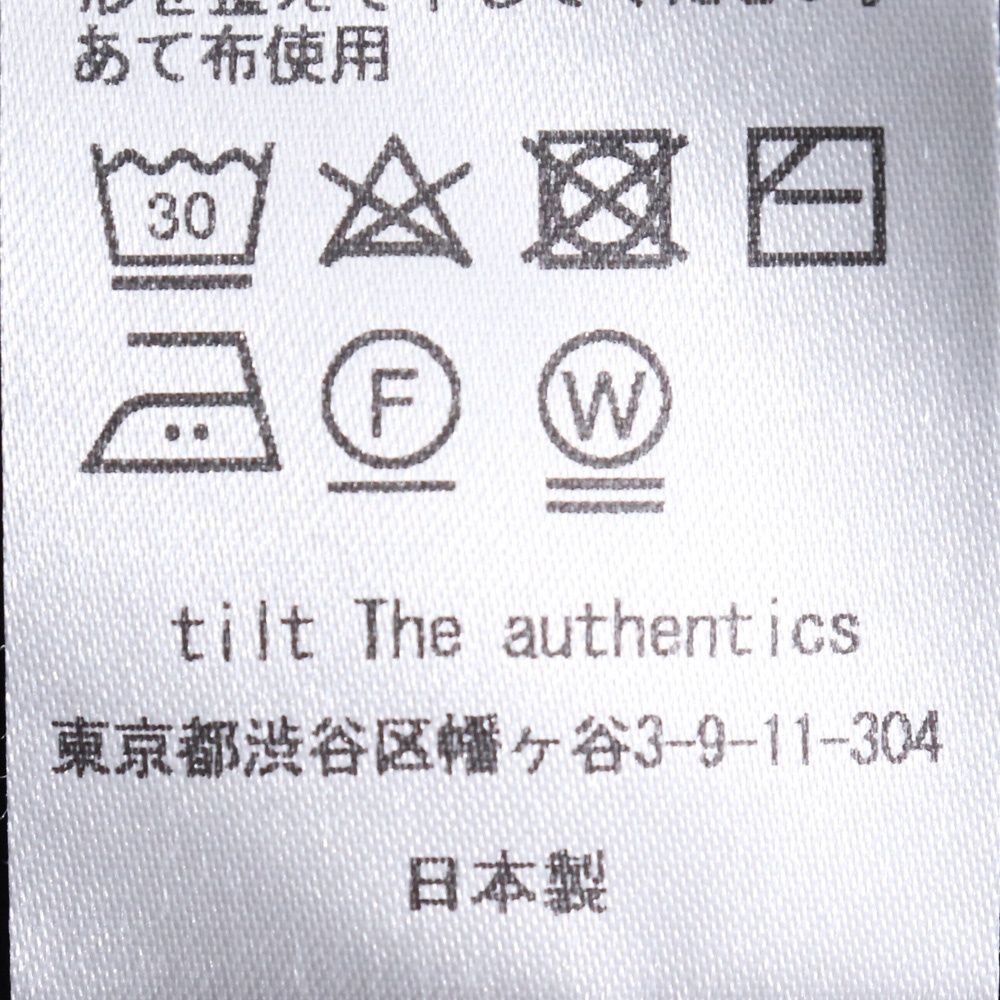 あて布使用
30
F W
tilt The authentics
東京都渋谷区幡ヶ谷3-9-11-304
日本製